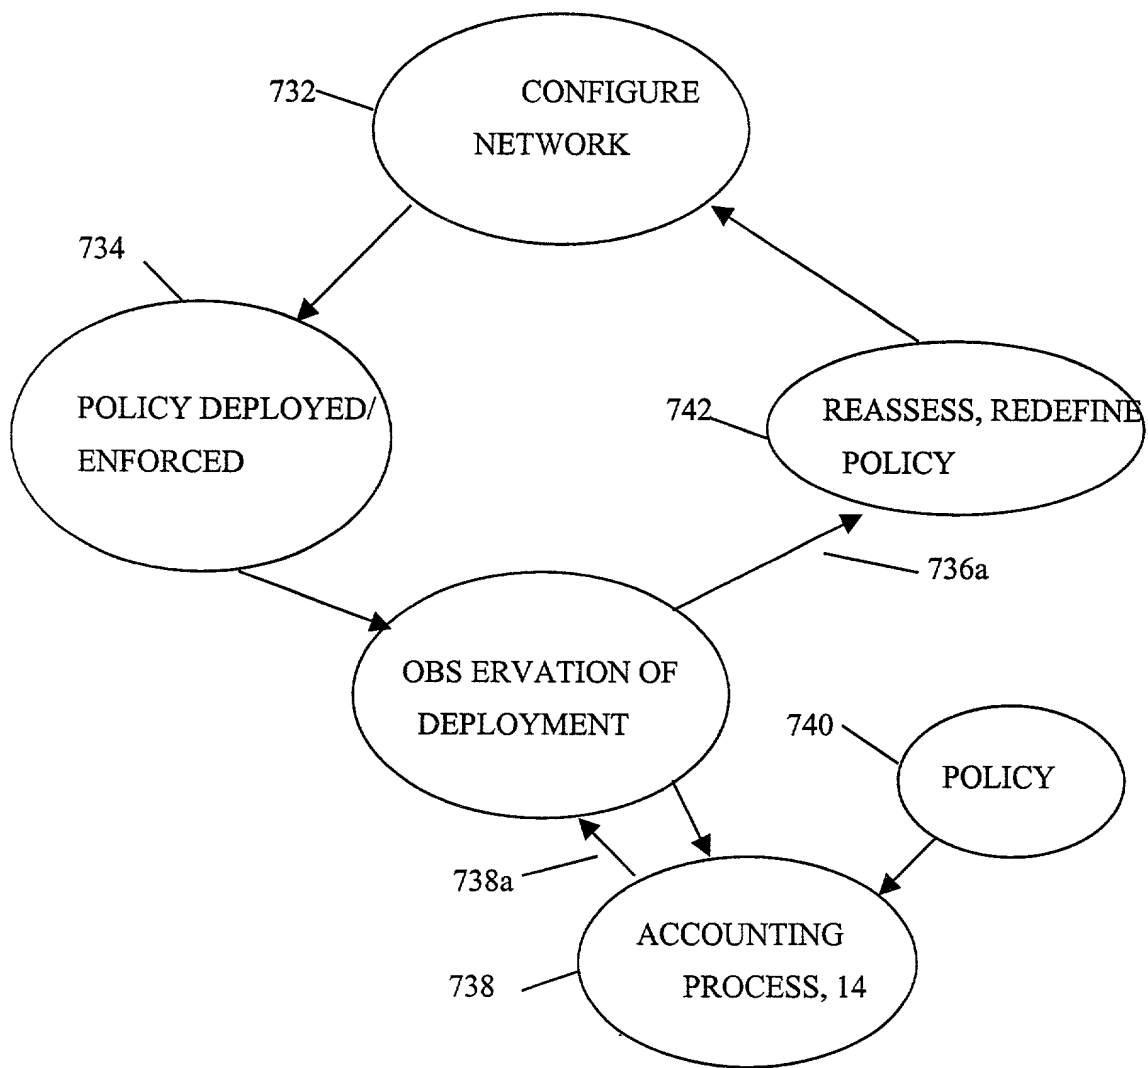 732
CONFIGURE
NETWORK
734
POLICY DEPLOYED/
ENFORCED
742
REASSESS, REDEFINE
POLICY
736a
OBS ERVATION OF
DEPLOYMENT
740
POLICY
738a
ACCOUNTING
PROCESS, 14
738